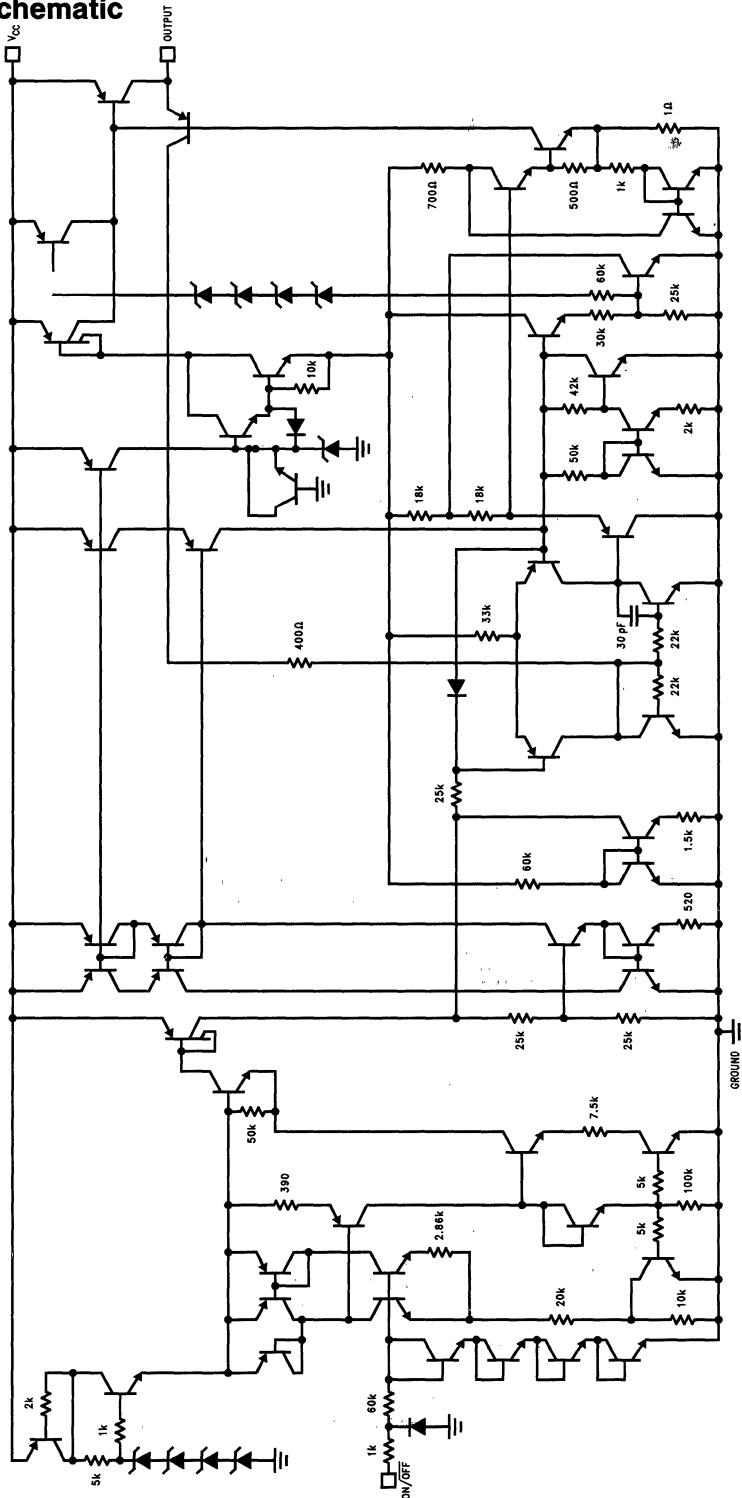 chematic
VCC
OUTPUT
1Ω
700Ω
500Ω
1k
60k
25k
30k
10k
42k
2k
50k
18k
18k
33k
30 pF
22k
400Ω
22k
25k
60k
1.5k
520
25k
25k
GROUND
50k
7.5k
390
5k
100k
2.86k
5k
20k
10k
2k
1k
60k
5k
1k
ON/OFF